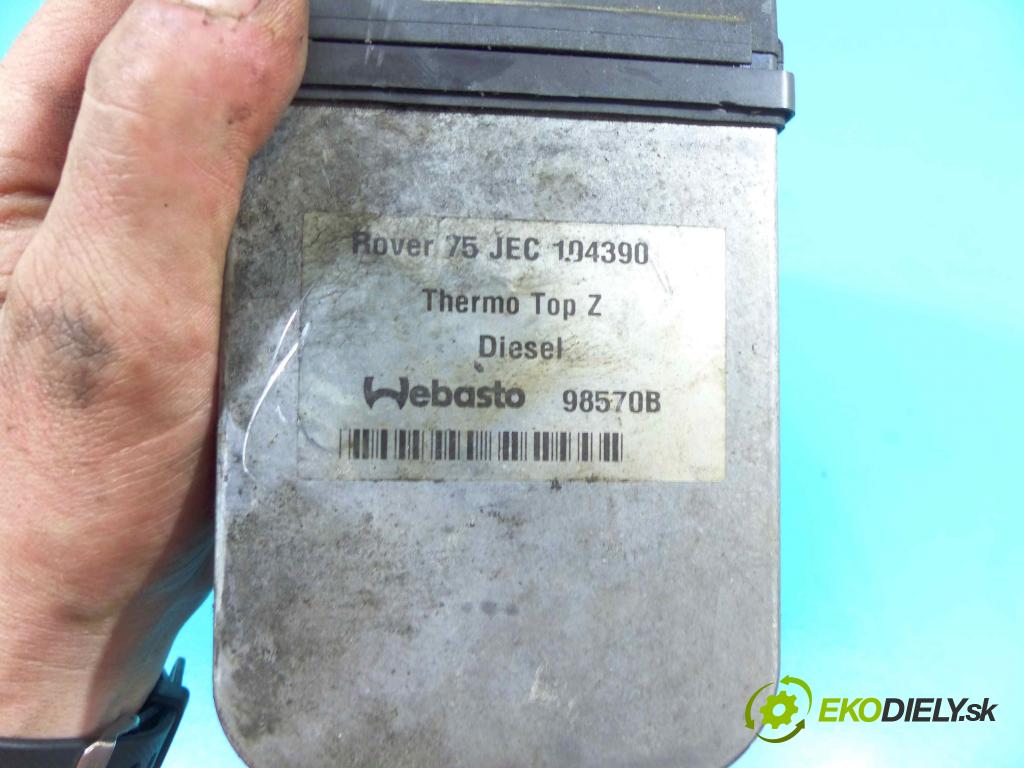 Rover 75 JEC 104390
Thermo Top Z
Diesel
Webasto 98570B
EKODIELY.sk